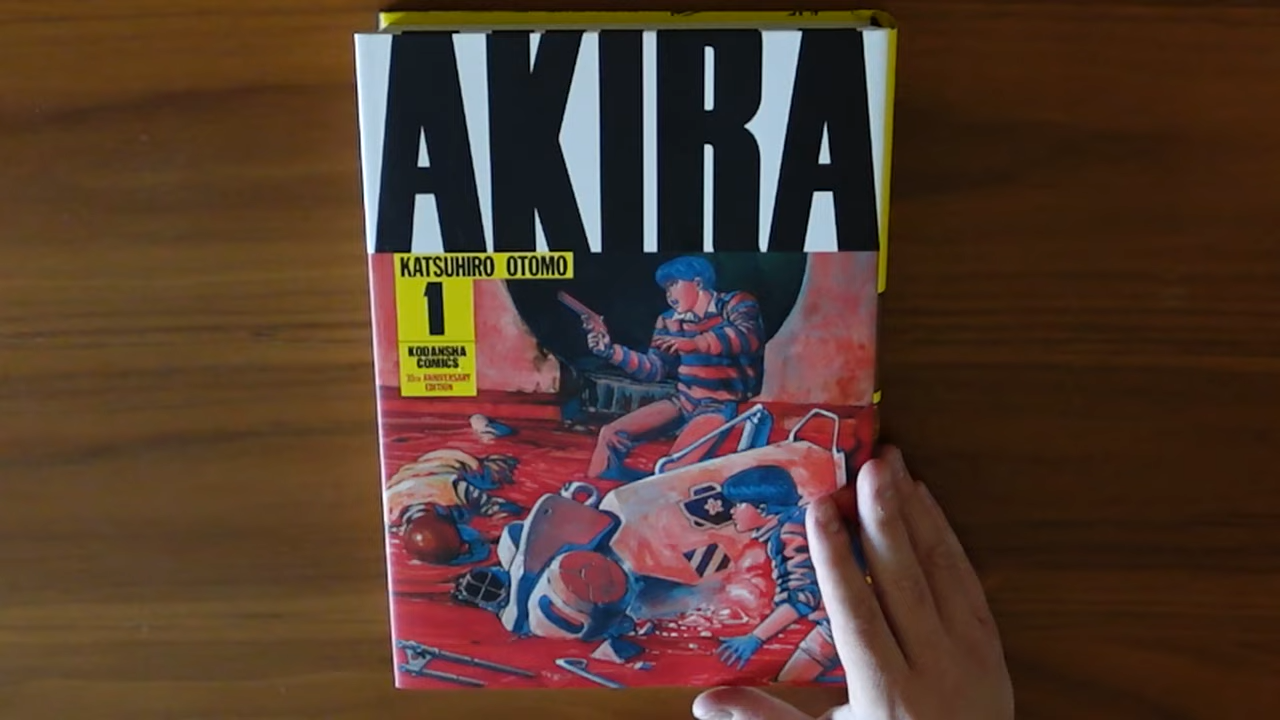 AKIRA
KATSUHIRO OTOMO
1
KODANSHA
COMICS
35TH ANNIVERSARY
EDITION